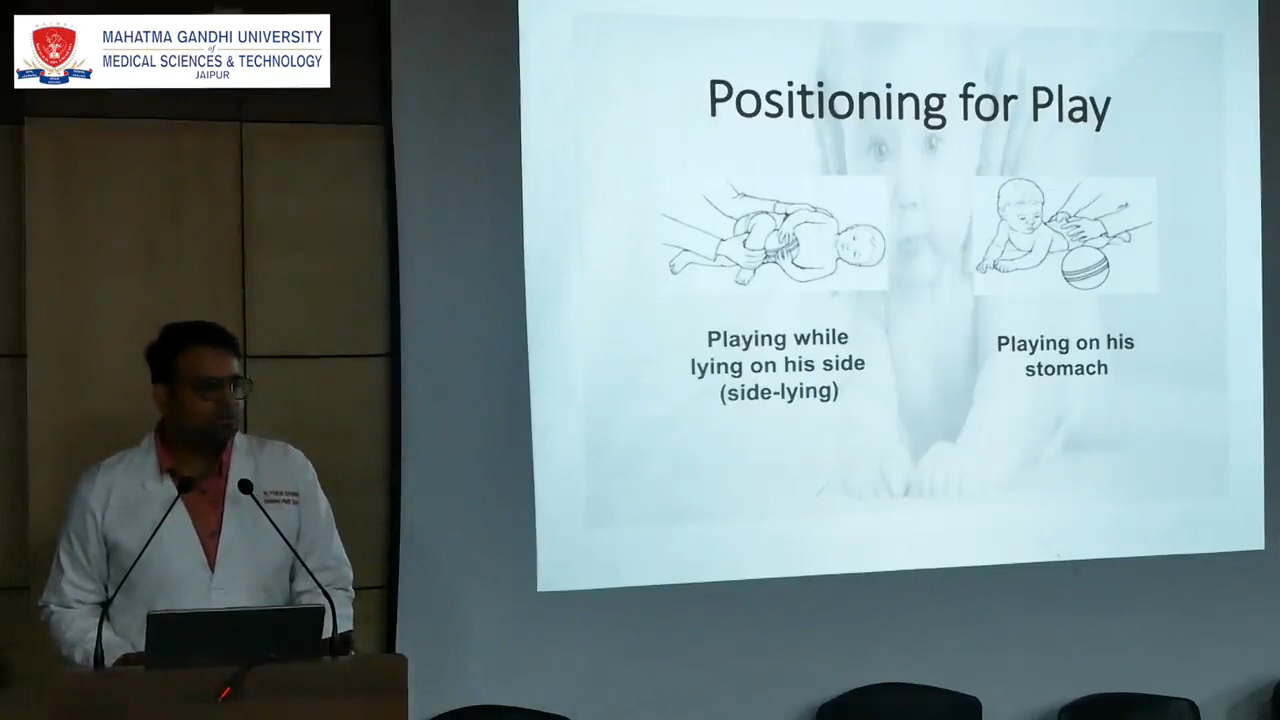 MAHATMA GANDHI UNIVERSITY
of
MEDICAL SCIENCES & TECHNOLOGY
JAIPUR
Positioning for Play
Playing while
lying on his side
(side-lying)
Playing on his
stomach